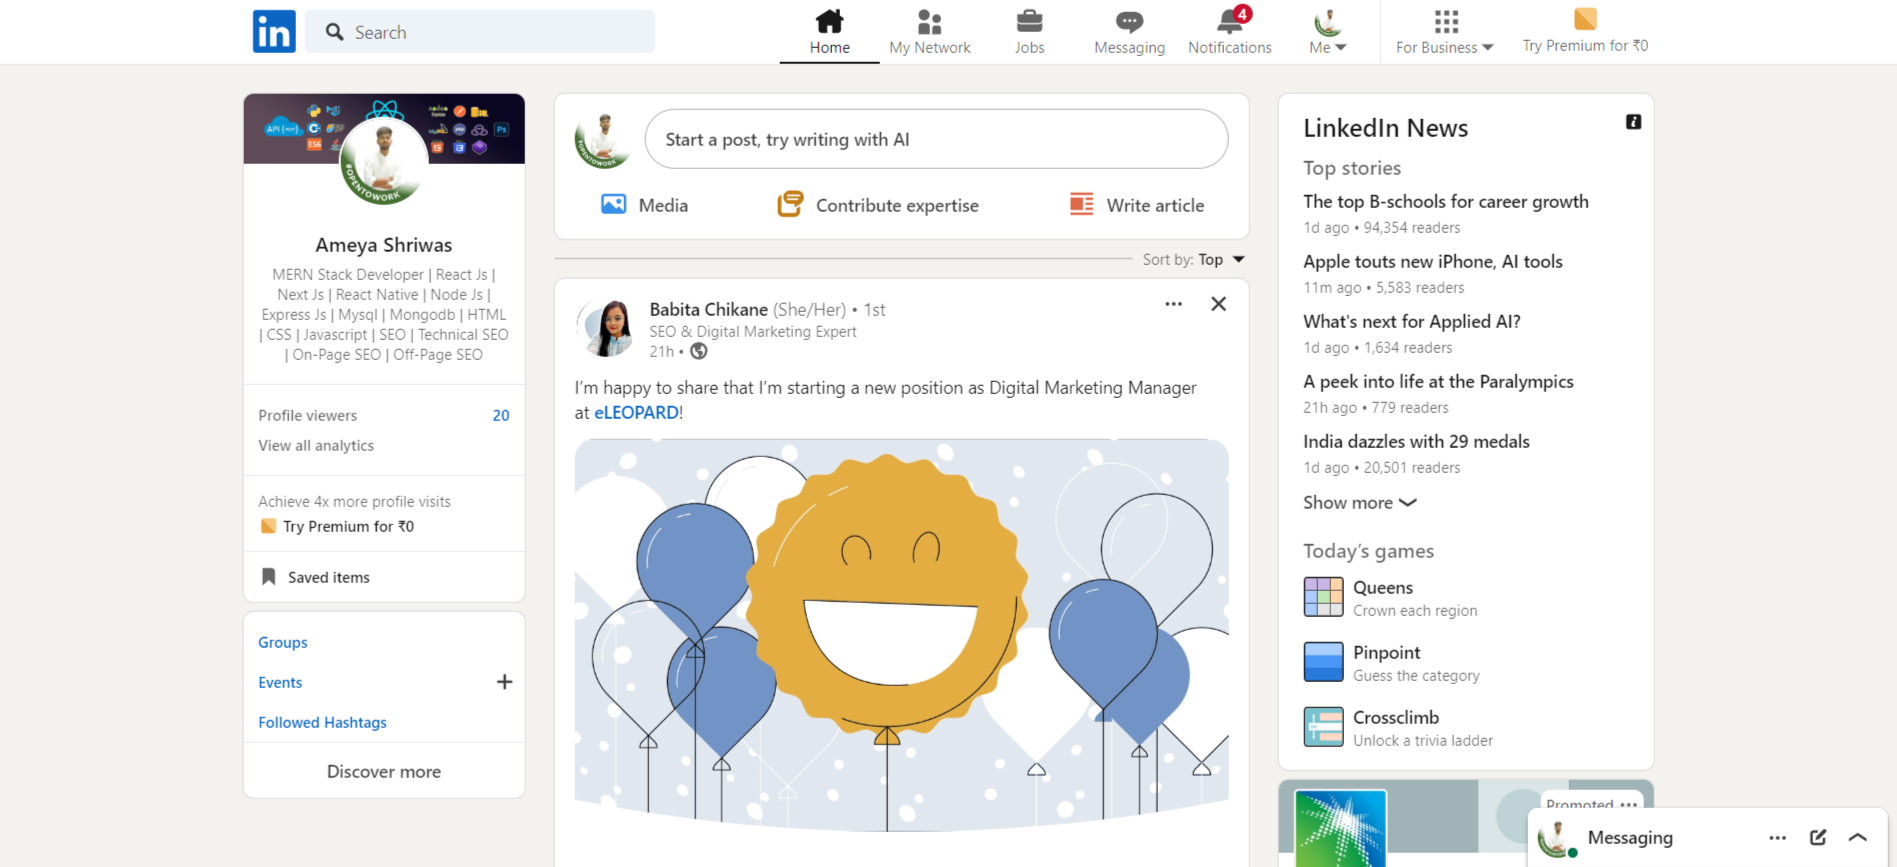 in
Search
Home
My Network
Jobs
Messaging
4
Notifications
Me
For Business
Try Premium for ₹0
API
ES6
Ps
#OPENTOWORK
Ameya Shriwas
MERN Stack Developer | React Js |
Next Js | React Native | Node Js |
Express Js | Mysql | Mongodb | HTML
| CSS | Javascript | SEO | Technical SEO
| On-Page SEO | Off-Page SEO
Profile viewers 20
View all analytics
Achieve 4x more profile visits
Try Premium for ₹0
Saved items
Groups
Events
Followed Hashtags
Discover more
Start a post, try writing with AI
Media
Contribute expertise
Write article
Sort by: Top
Babita Chikane (She/Her) • 1st
SEO & Digital Marketing Expert
21h •
I'm happy to share that I'm starting a new position as Digital Marketing Manager
at eLEOPARD!
LinkedIn News
Top stories
The top B-schools for career growth
1d ago • 94,354 readers
Apple touts new iPhone, AI tools
11m ago • 5,583 readers
What's next for Applied AI?
1d ago • 1,634 readers
A peek into life at the Paralympics
21h ago • 779 readers
India dazzles with 29 medals
1d ago • 20,501 readers
Show more
Today's games
Queens
Crown each region
Pinpoint
Guess the category
Crossclimb
Unlock a trivia ladder
Promoted
Messaging